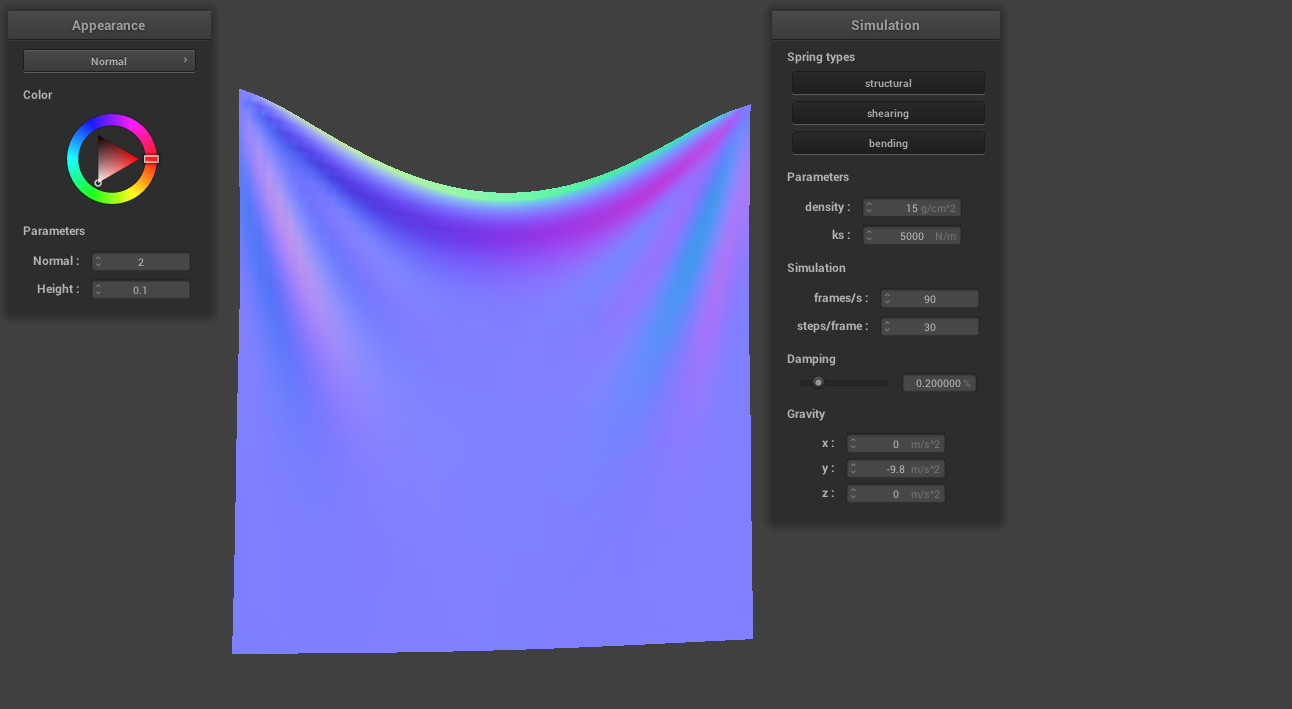 Appearance
Normal
Color
Parameters
Normal : 2
Height : 0.1
Simulation
Spring types
structural
shearing
bending
Parameters
density : 15 g/cm^2
ks : 5000 N/m
Simulation
frames/s : 90
steps/frame : 30
Damping
0.200000 %
Gravity
x : 0 m/s^2
y : -9.8 m/s^2
z : 0 m/s^2